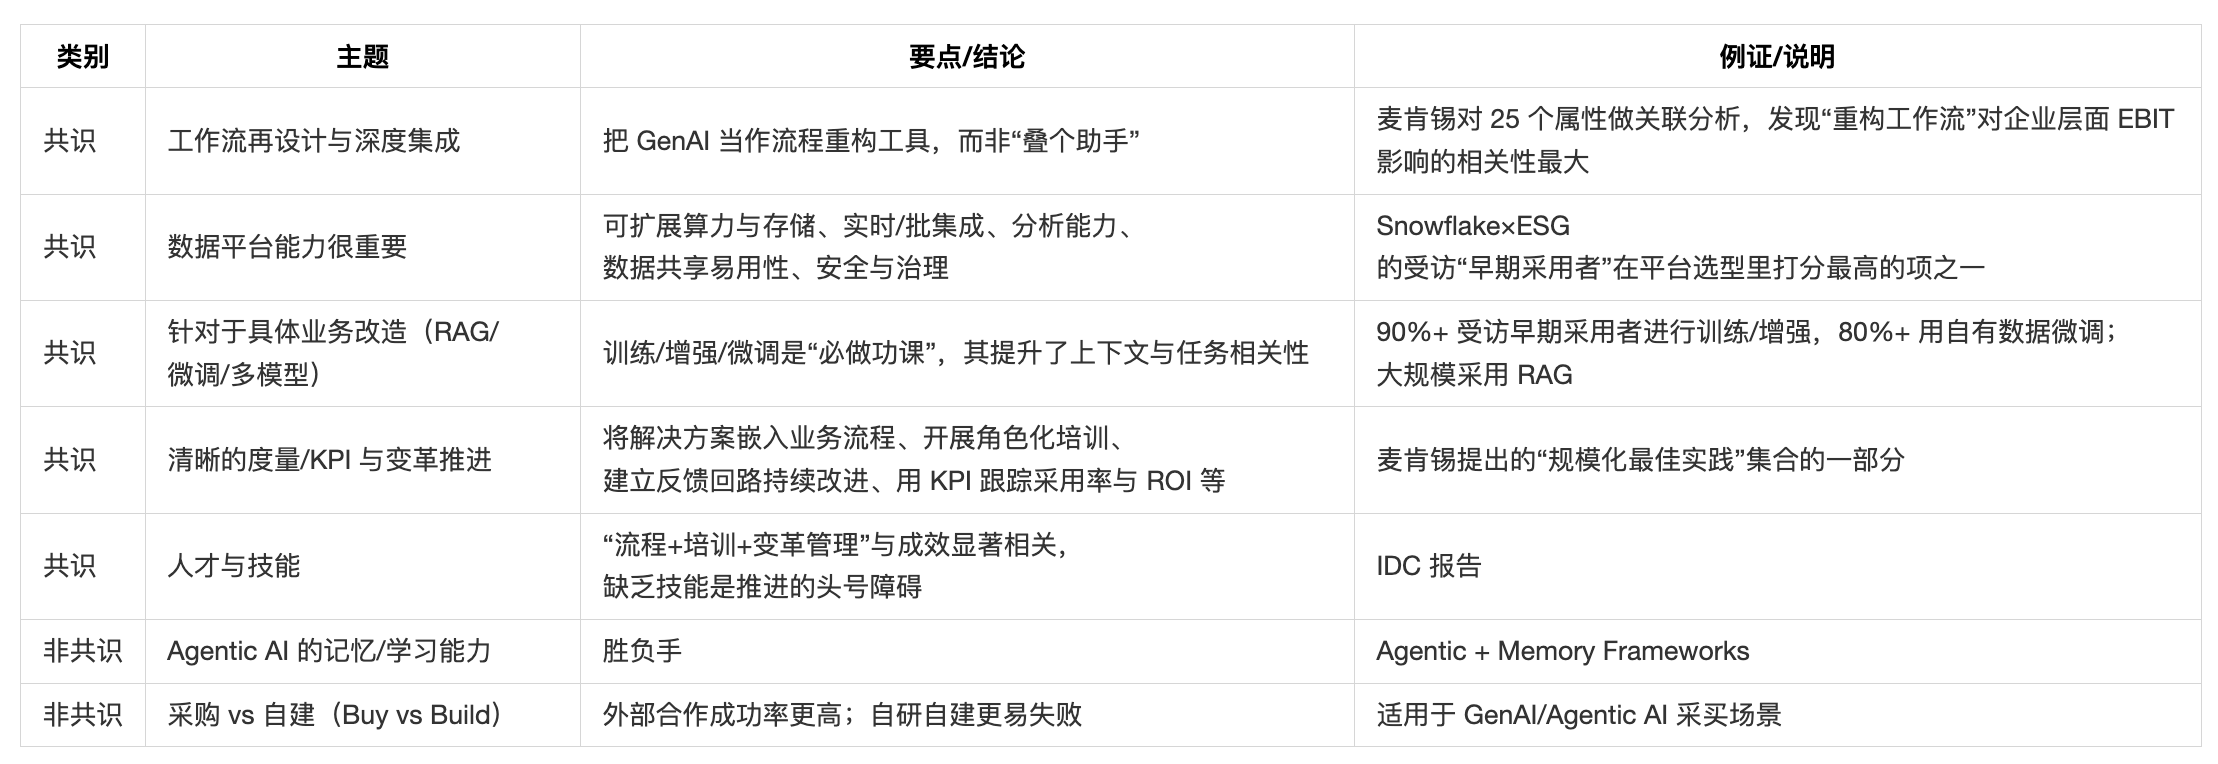 类别
主题
要点/结论
例证/说明
共识
工作流再设计与深度集成
把 GenAI 当作流程重构工具，而非“叠个助手”
麦肯锡对 25 个属性做关联分析，发现“重构工作流”对企业层面 EBIT
影响的相关性最大
共识
数据平台能力很重要
可扩展算力与存储、实时/批集成、分析能力、
数据共享易用性、安全与治理
Snowflake×ESG
的受访“早期采用者”在平台选型里打分最高的项之一
共识
针对于具体业务改造（RAG/
微调/多模型）
训练/增强/微调是“必做功课”，其提升了上下文与任务相关性
90%+ 受访早期采用者进行训练/增强，80%+ 用自有数据微调；
大规模采用 RAG
共识
清晰的度量/KPI 与变革推进
将解决方案嵌入业务流程、开展角色化培训、
建立反馈回路持续改进、用 KPI 跟踪采用率与 ROI 等
麦肯锡提出的“规模化最佳实践”集合的一部分
共识
人才与技能
“流程+培训+变革管理”与成效显著相关，
缺乏技能是推进的头号障碍
IDC 报告
非共识
Agentic AI 的记忆/学习能力
胜负手
Agentic + Memory Frameworks
非共识
采购 vs 自建（Buy vs Build）
外部合作成功率更高；自研自建更易失败
适用于 GenAI/Agentic AI 采买场景